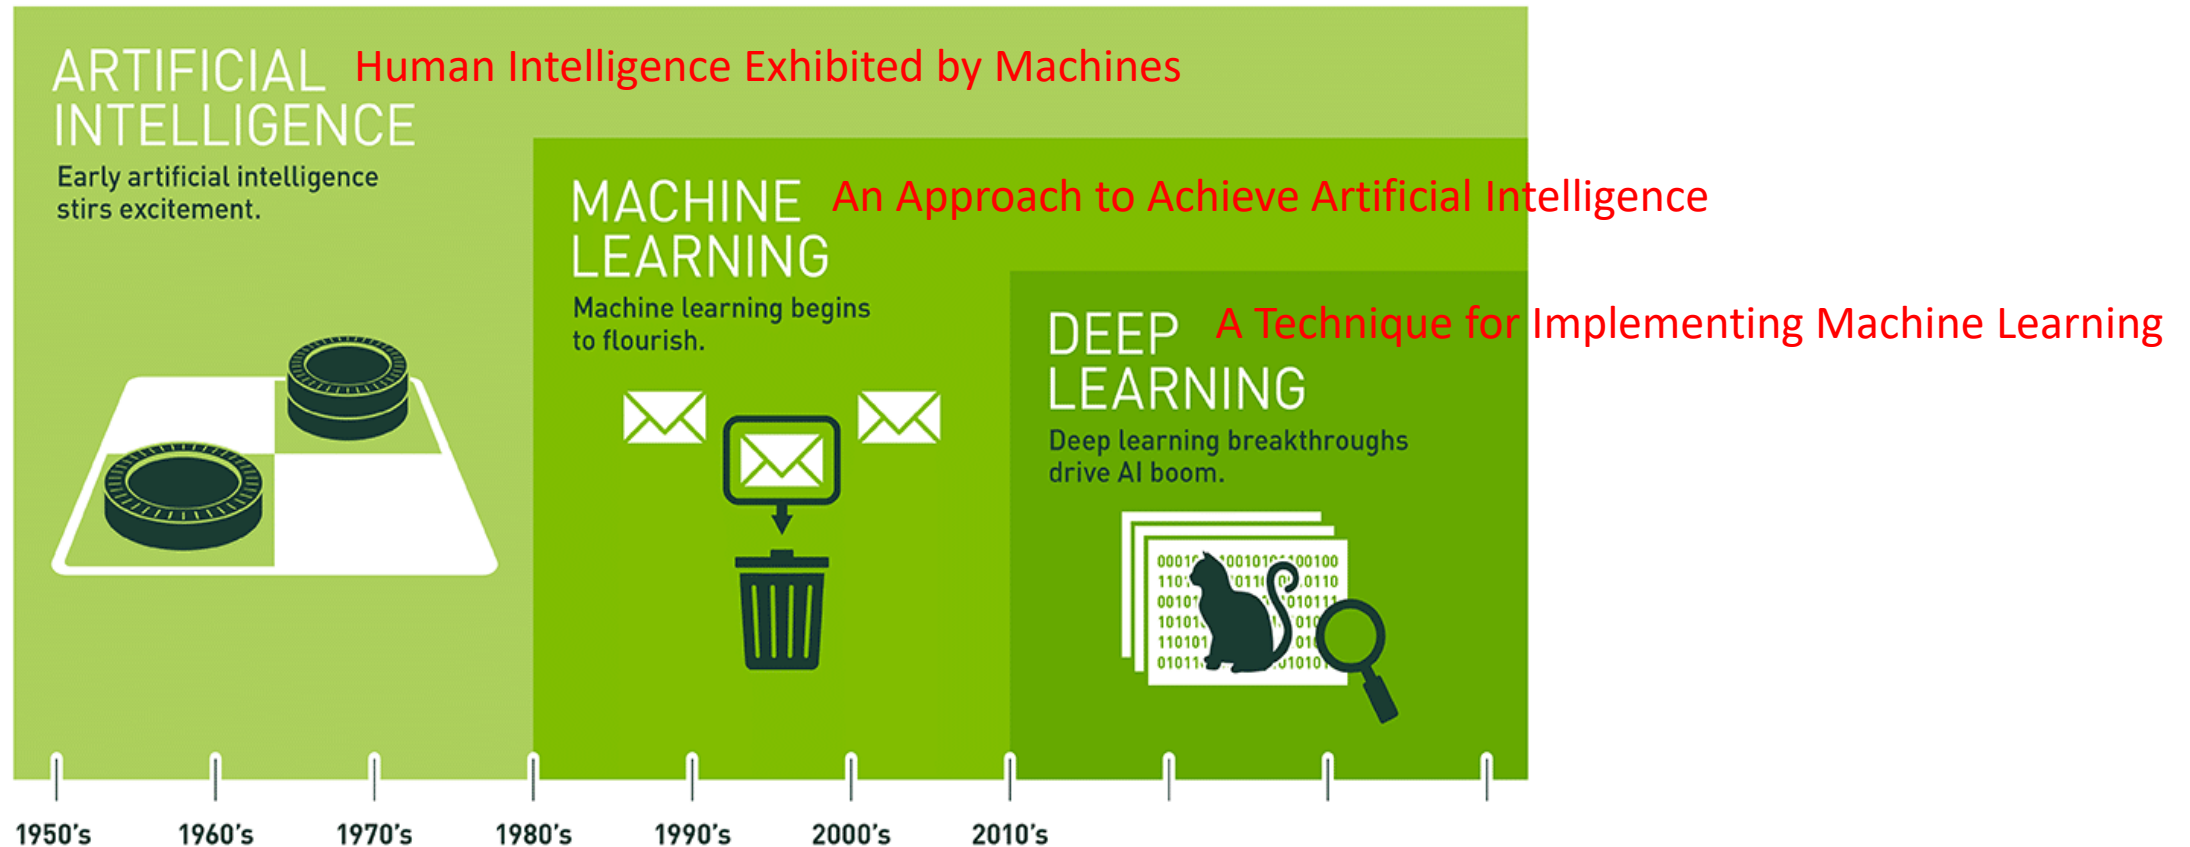 ARTIFICIAL
INTELLIGENCE
Human Intelligence Exhibited by Machines
Early artificial intelligence
stirs excitement.
MACHINE
LEARNING
An Approach to Achieve Artificial Intelligence
Machine learning begins
to flourish.
DEEP
LEARNING
A Technique for Implementing Machine Learning
Deep learning breakthroughs
drive AI boom.
1950's 1960's 1970's 1980's 1990's 2000's 2010's